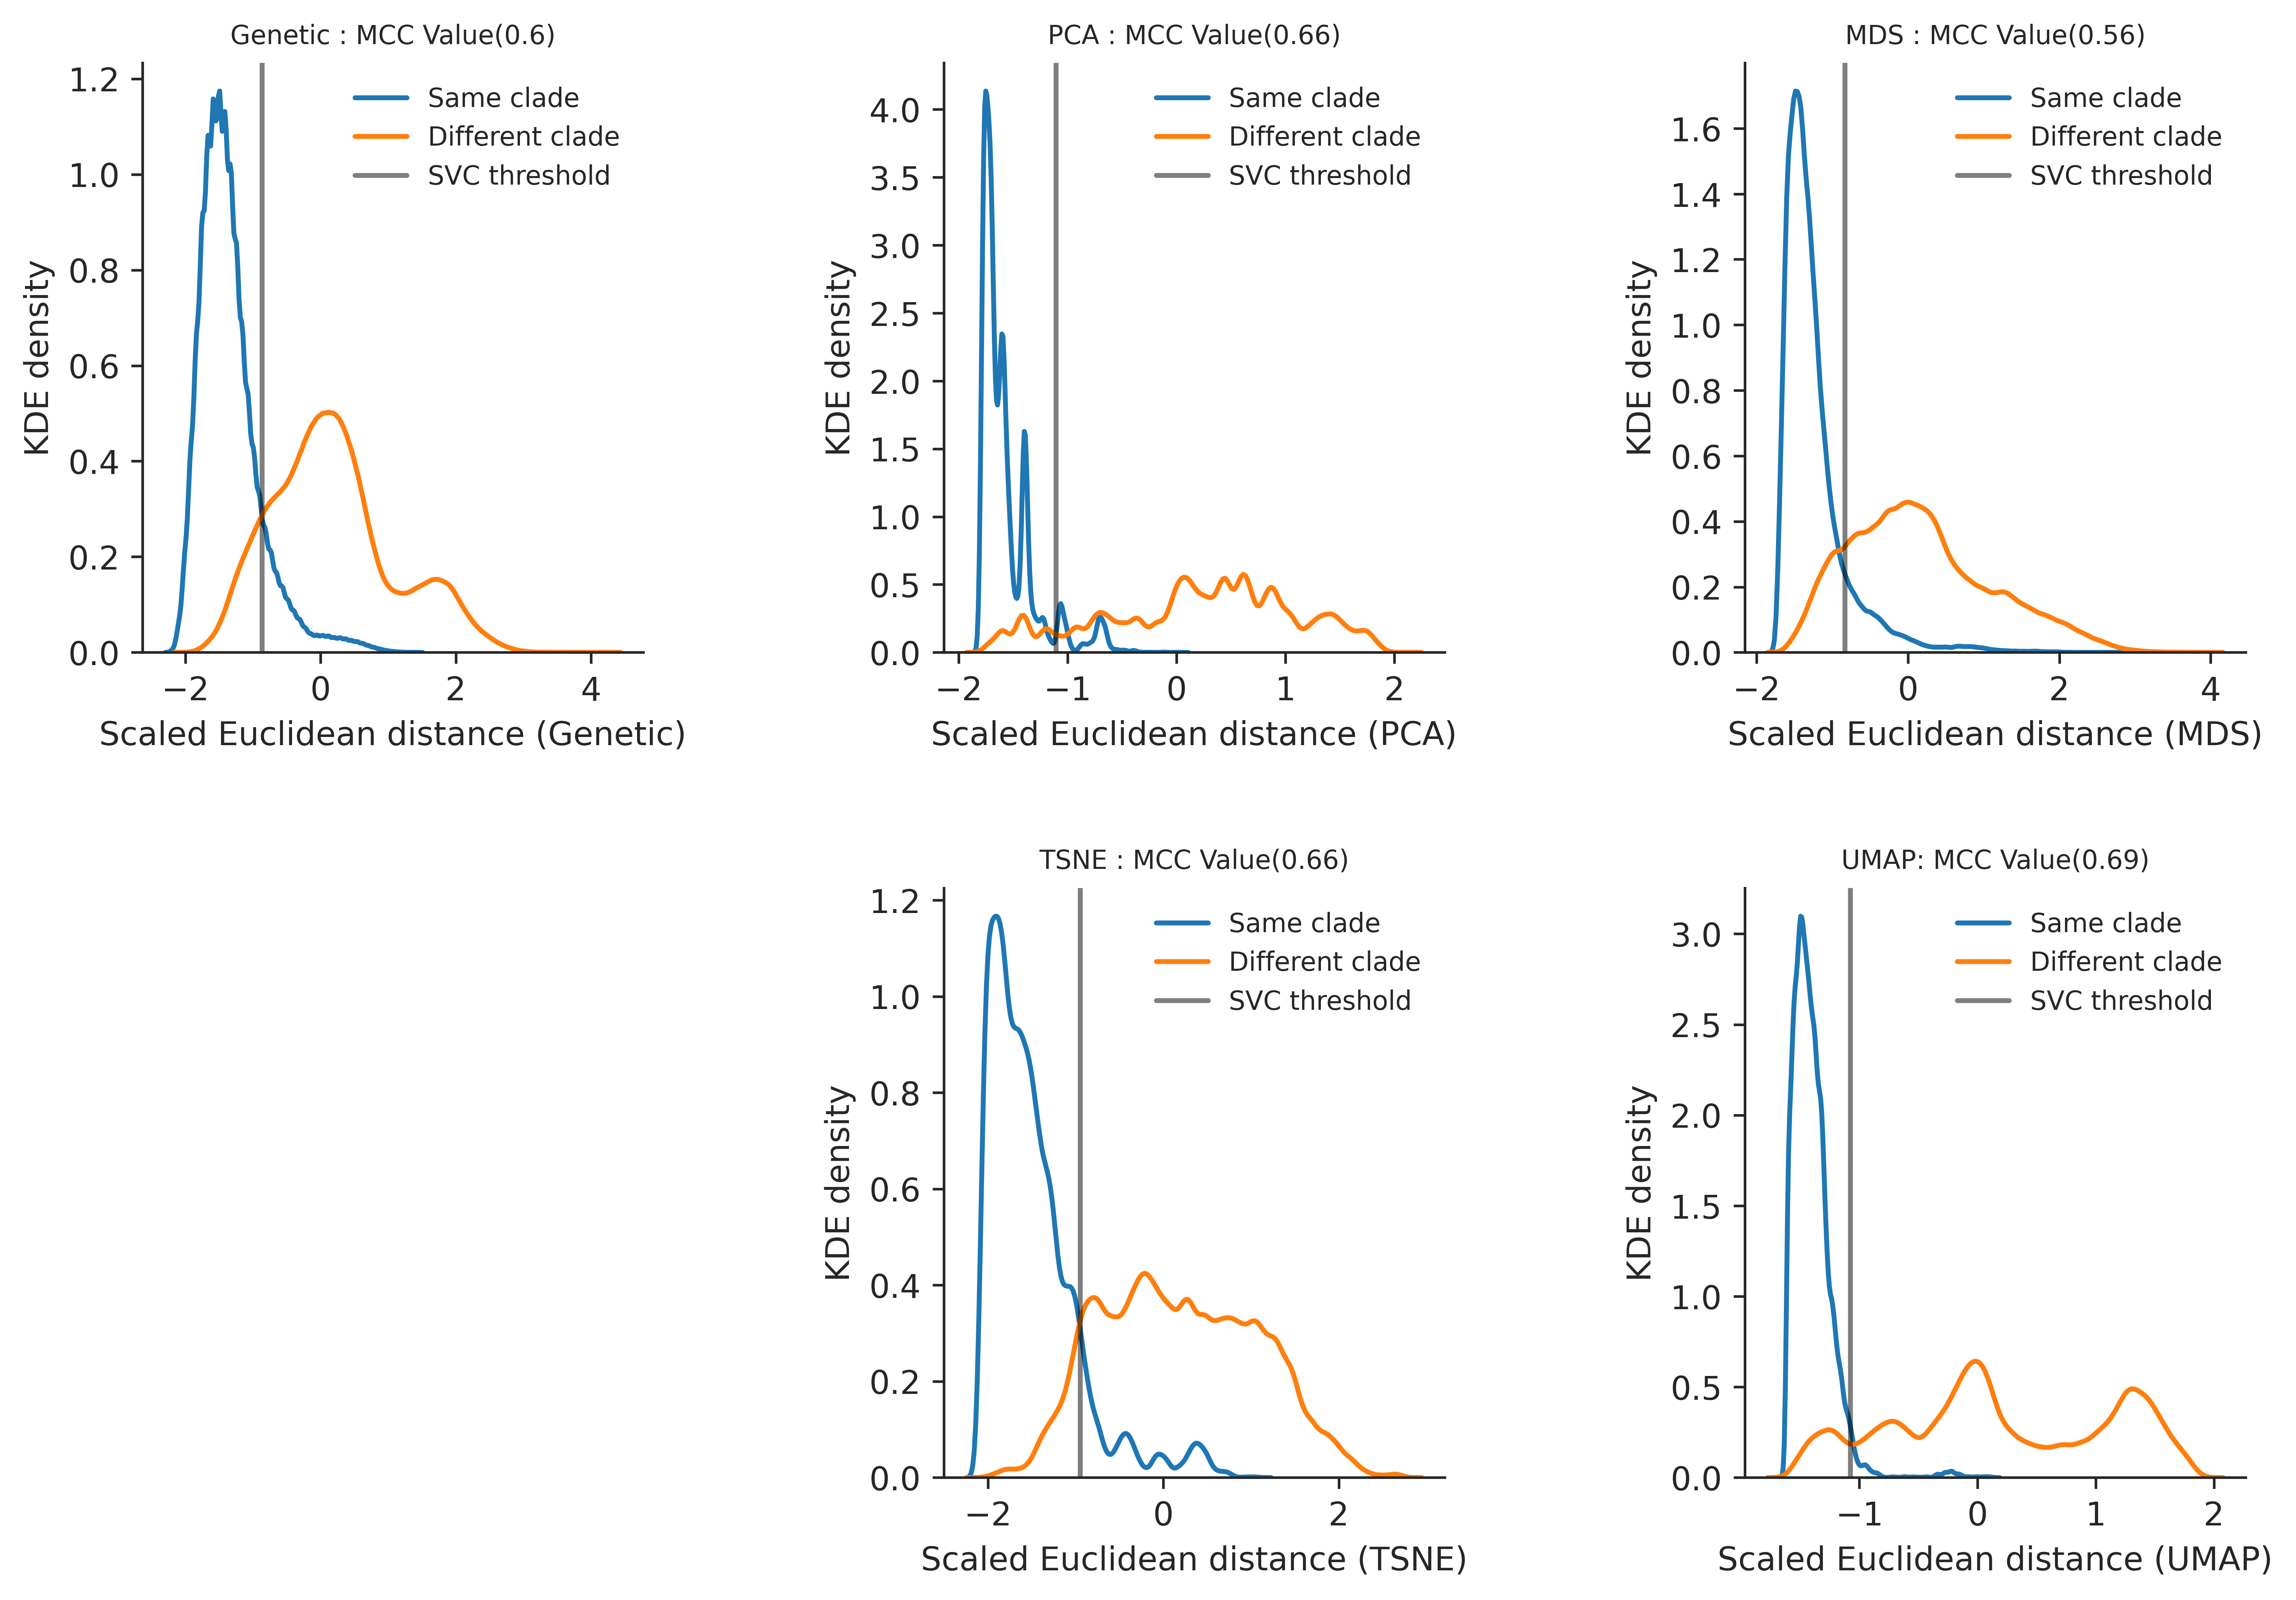 Genetic : MCC Value(0.6)
1.2
1.0
0.8
0.6
0.4
0.2
0.0
KDE density
Same clade
Different clade
SVC threshold
−2 0 2 4
Scaled Euclidean distance (Genetic)
PCA : MCC Value(0.66)
4.0
3.5
3.0
2.5
2.0
1.5
1.0
0.5
0.0
KDE density
Same clade
Different clade
SVC threshold
−2 −1 0 1 2
Scaled Euclidean distance (PCA)
MDS : MCC Value(0.56)
1.6
1.4
1.2
1.0
0.8
0.6
0.4
0.2
0.0
KDE density
Same clade
Different clade
SVC threshold
−2 0 2 4
Scaled Euclidean distance (MDS)
TSNE : MCC Value(0.66)
1.2
1.0
0.8
0.6
0.4
0.2
0.0
KDE density
Same clade
Different clade
SVC threshold
−2 0 2
Scaled Euclidean distance (TSNE)
UMAP: MCC Value(0.69)
3.0
2.5
2.0
1.5
1.0
0.5
0.0
KDE density
Same clade
Different clade
SVC threshold
−1 0 1 2
Scaled Euclidean distance (UMAP)